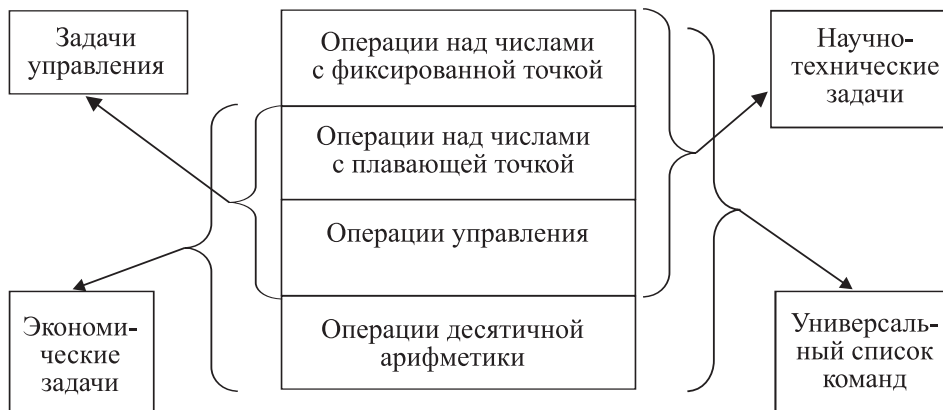 Задачи
управления
Операции над числами
с фиксированной точкой
Научно-
технические
задачи
Операции над числами
с плавающей точкой
Операции управления
Экономи-
ческие
задачи
Операции десятичной
арифметики
Универсаль-
ный список
команд